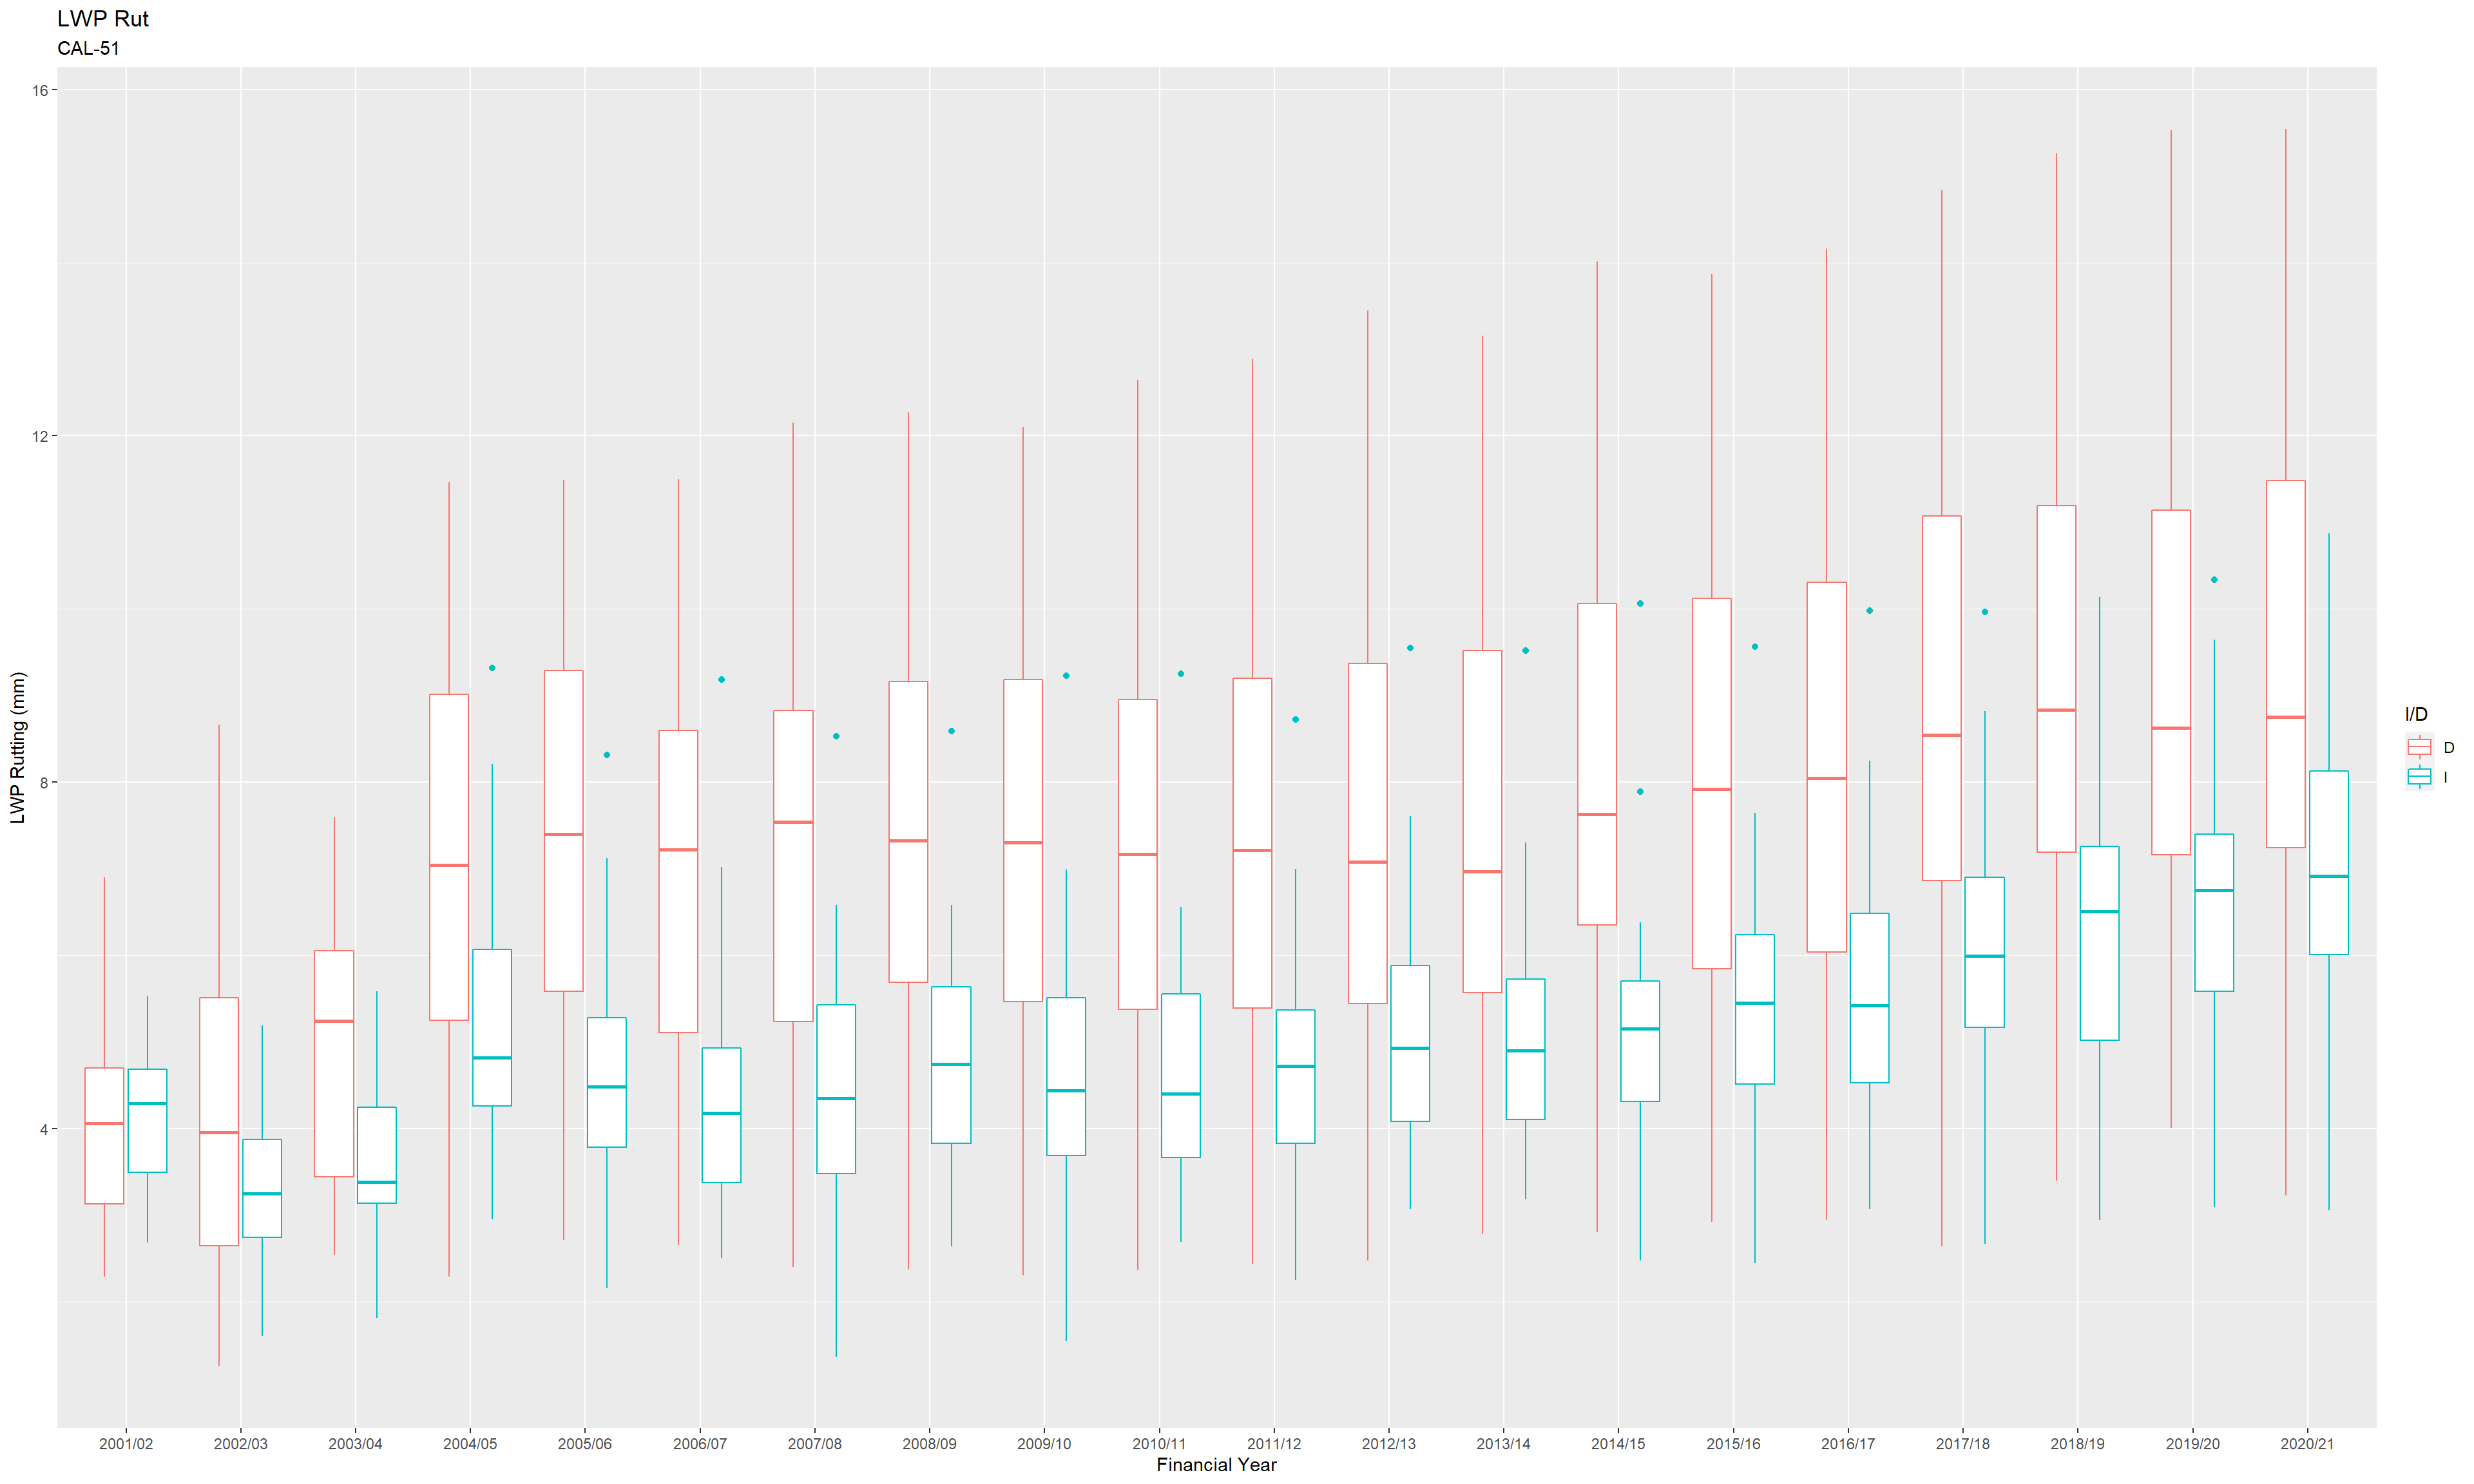 LWP Rut
CAL-51
16
12
8
4
LWP Rutting (mm)
2001/02 2002/03 2003/04 2004/05 2005/06 2006/07 2007/08 2008/09 2009/10 2010/11 2011/12 2012/13 2013/14 2014/15 2015/16 2016/17 2017/18 2018/19 2019/20 2020/21
Financial Year
I/D
D
I